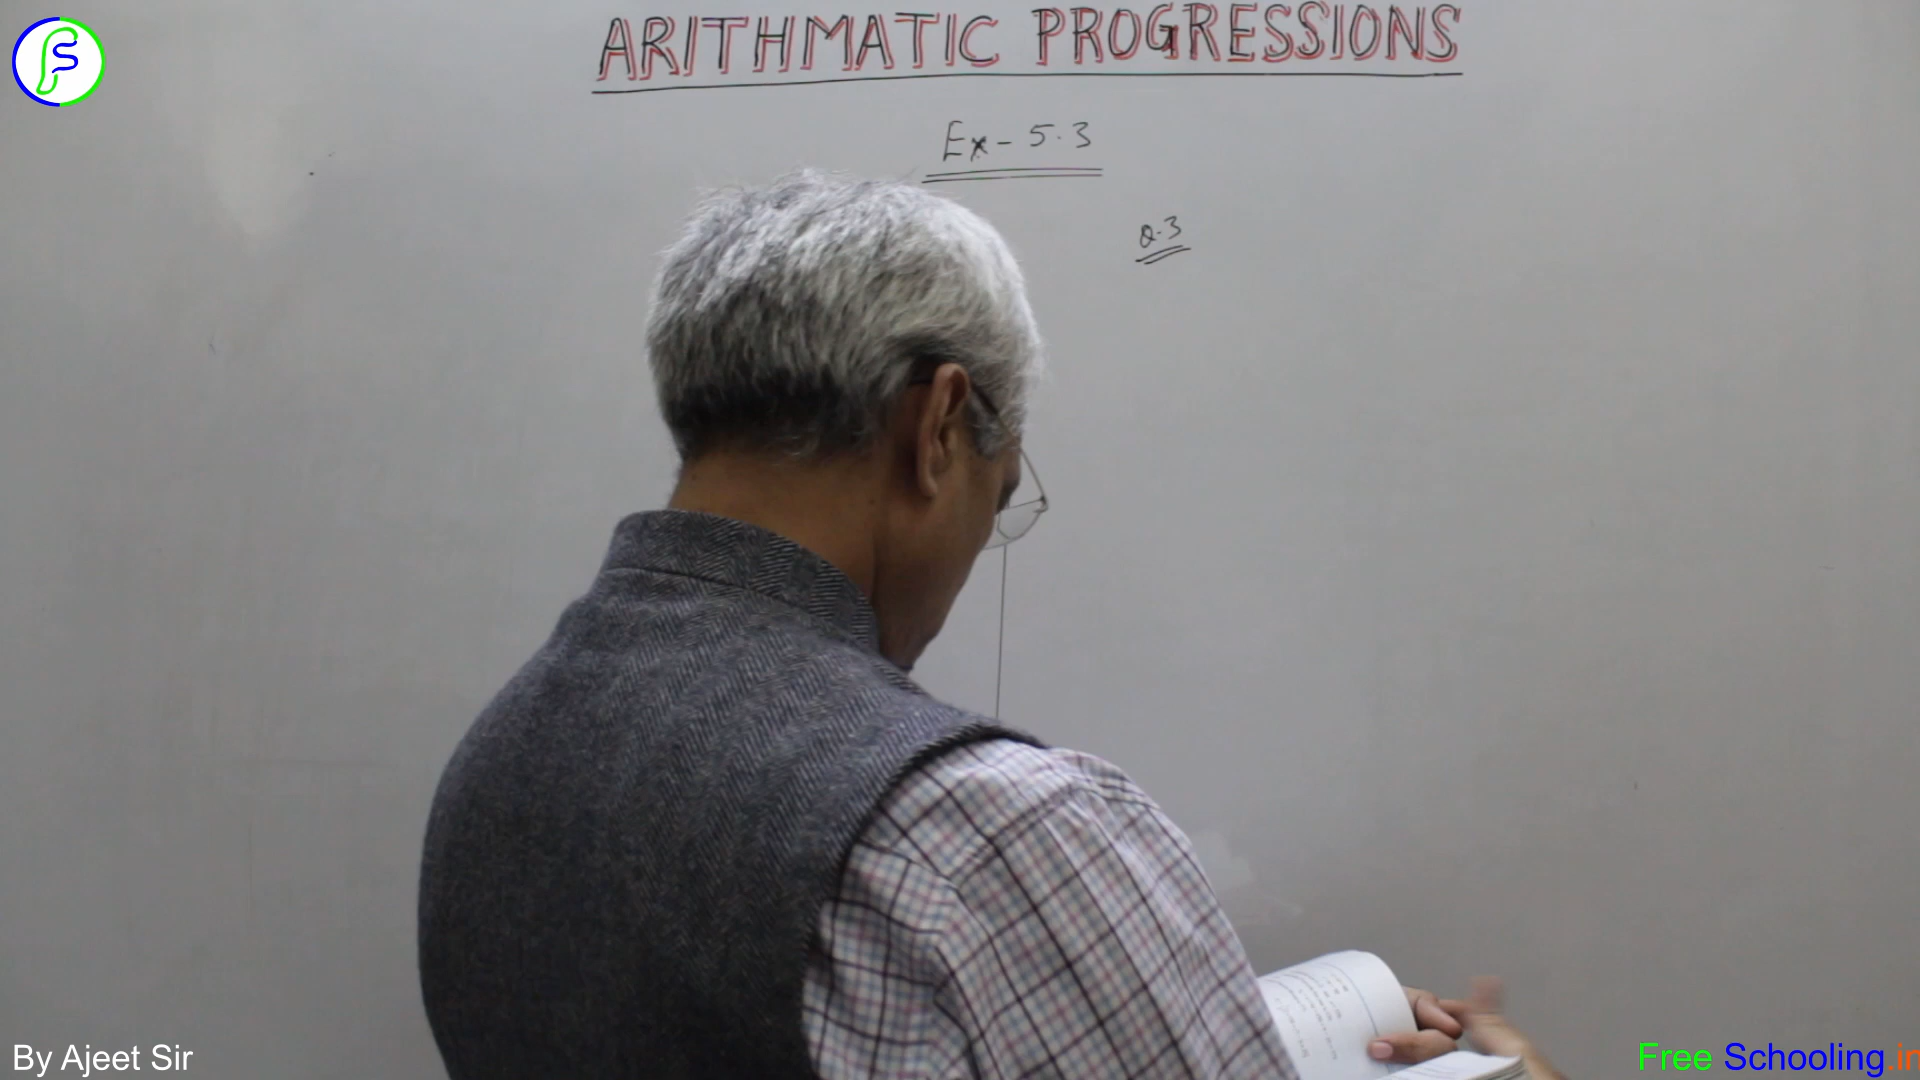 ARITHMATIC PROGRESSIONS
Ex - 5.3
Q.3
By Ajeet Sir
Free Schooling.in